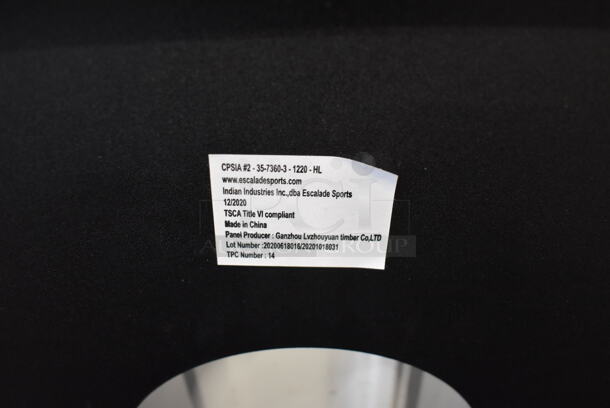 CPSIA #2 - 35-7360-3 - 1220 - HL
www.escaladesports.com
Indian Industries Inc.,dba Escalade Sports
12/2020
TSCA Title VI compliant
Made in China
Panel Producer : Ganzhou Lvzhouyuan timber Co,LTD
Lot Number :20200618016/20201018031
TPC Number : 14